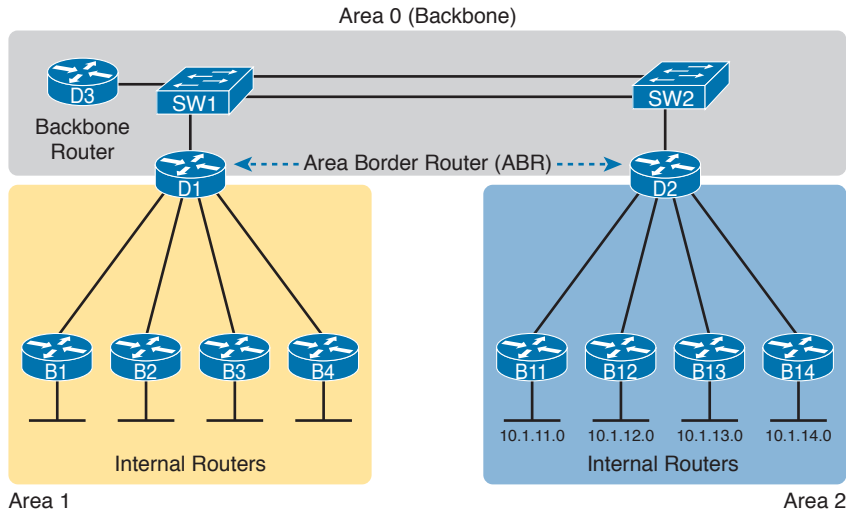 Area 0 (Backbone)
D3
SW1
SW2
Backbone
Router
Area Border Router (ABR)
D1
D2
B1
B2
B3
B4
B11
B12
B13
B14
10.1.11.0
10.1.12.0
10.1.13.0
10.1.14.0
Internal Routers
Internal Routers
Area 1
Area 2